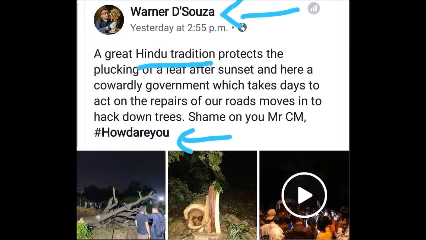 Warner D'Souza
Yesterday at 2:55 p.m.
A great Hindu tradition protects the
plucking of a leaf after sunset and here a
cowardly government which takes days to
act on the repairs of our roads moves in to
hack down trees. Shame on you Mr CM,
#Howdareyou